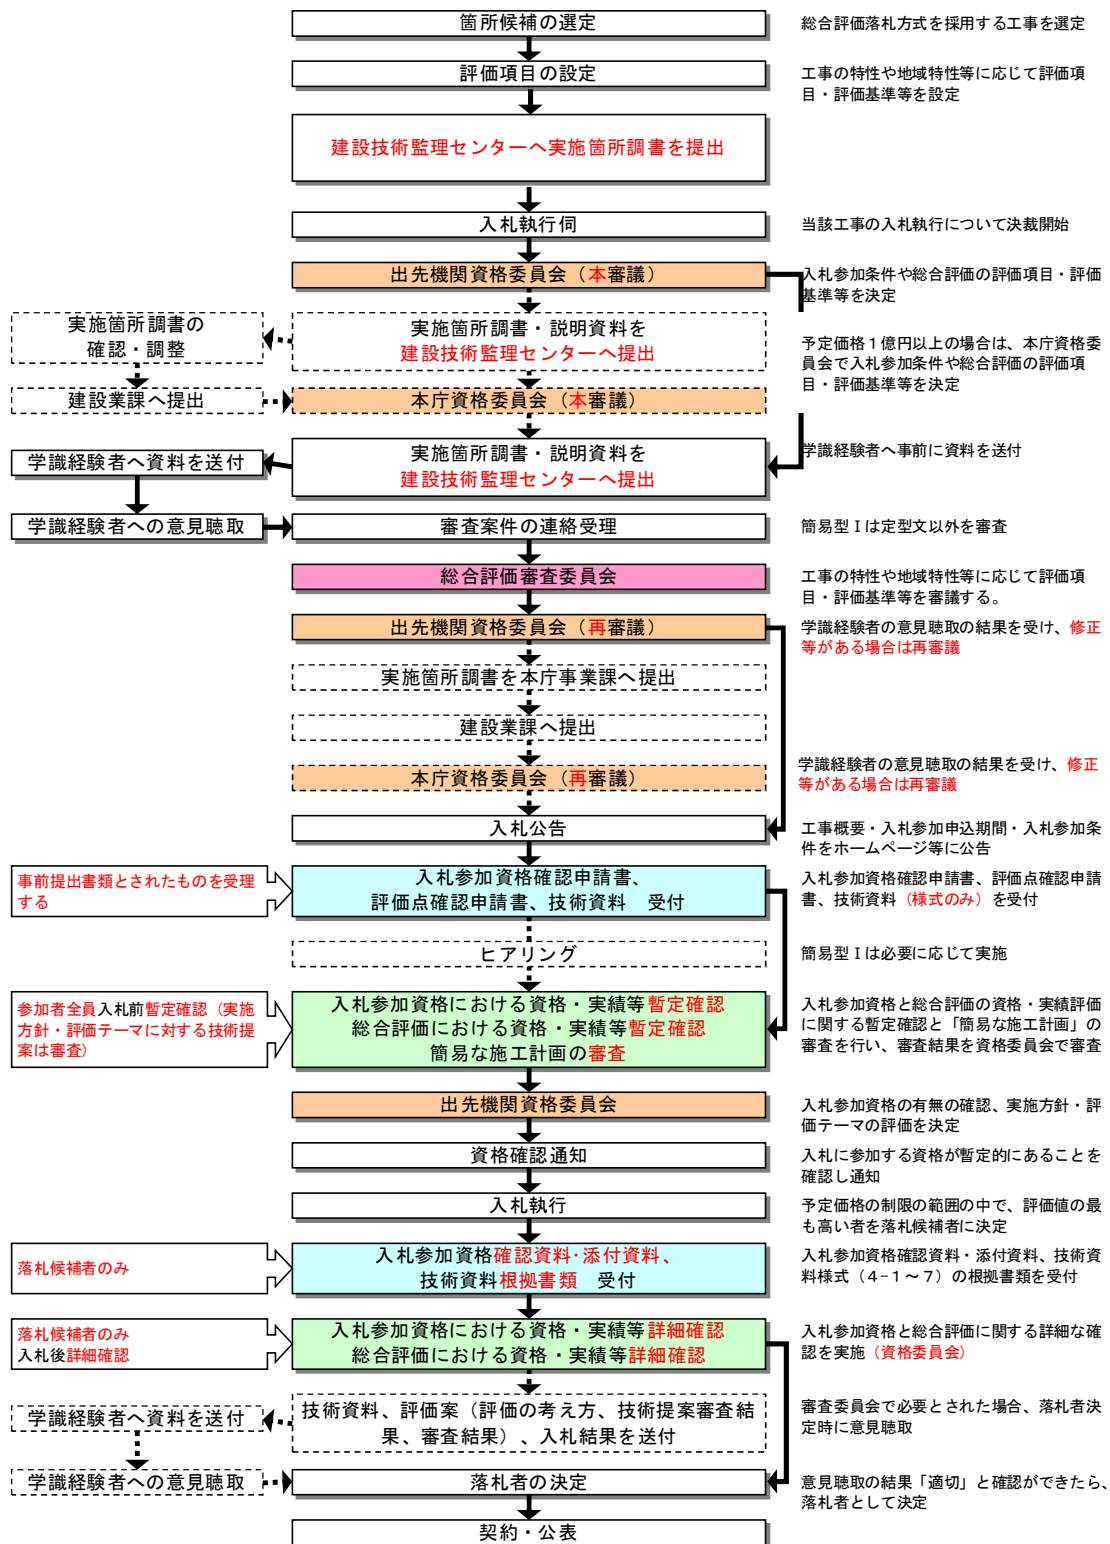 箇所候補の選定
総合評価落札方式を採用する工事を選定
評価項目の設定
工事の特性や地域特性等に応じて評価項
目・評価基準等を設定
建設技術監理センターへ実施箇所調書を提出
入札執行伺
当該工事の入札執行について決裁開始
出先機関資格委員会（本審議）
入札参加条件や総合評価の評価項目・評価
基準等を決定
実施箇所調書の
確認・調整
実施箇所調書・説明資料を
建設技術監理センターへ提出
予定価格１億円以上の場合は、本庁資格委
員会で入札参加条件や総合評価の評価項
目・評価基準等を決定
建設業課へ提出
本庁資格委員会（本審議）
学識経験者へ資料を送付
実施箇所調書・説明資料を
建設技術監理センターへ提出
学識経験者へ事前に資料を送付
学識経験者への意見聴取
審査案件の連絡受理
簡易型Ⅰは定型文以外を審査
総合評価審査委員会
工事の特性や地域特性等に応じて評価項
目・評価基準等を審議する。
出先機関資格委員会（再審議）
学識経験者の意見聴取の結果を受け、修正
等がある場合は再審議
実施箇所調書を本庁事業課へ提出
建設業課へ提出
本庁資格委員会（再審議）
学識経験者の意見聴取の結果を受け、修正
等がある場合は再審議
入札公告
工事概要・入札参加申込期間・入札参加条
件をホームページ等に公告
事前提出書類とされたものを受理
する
入札参加資格確認申請書、
評価点確認申請書、技術資料　受付
入札参加資格確認申請書、評価点確認申請
書、技術資料（様式のみ）を受付
ヒアリング
簡易型Ⅰは必要に応じて実施
参加者全員入札前暫定確認（実施
方針・評価テーマに対する技術提
案は審査）
入札参加資格における資格・実績等暫定確認
総合評価における資格・実績等暫定確認
簡易な施工計画の審査
入札参加資格と総合評価の資格・実績評価
に関する暫定確認と「簡易な施工計画」の
審査を行い、審査結果を資格委員会で審査
出先機関資格委員会
入札参加資格の有無の確認、実施方針・評
価テーマの評価を決定
資格確認通知
入札に参加する資格が暫定的にあることを
確認し通知
入札執行
予定価格の制限の範囲の中で、評価値の最
も高い者を落札候補者に決定
落札候補者のみ
入札参加資格確認資料・添付資料、
技術資料根拠書類　受付
入札参加資格確認資料・添付資料、技術資
料様式（４-１～７）の根拠書類を受付
落札候補者のみ
入札後詳細確認
入札参加資格における資格・実績等詳細確認
総合評価における資格・実績等詳細確認
入札参加資格と総合評価に関する詳細な確
認を実施（資格委員会）
学識経験者へ資料を送付
技術資料、評価案（評価の考え方、技術提案審査結
果、審査結果）、入札結果を送付
審査委員会で必要とされた場合、落札者決
定時に意見聴取
学識経験者への意見聴取
落札者の決定
意見聴取の結果「適切」と確認ができたら、
落札者として決定
契約・公表